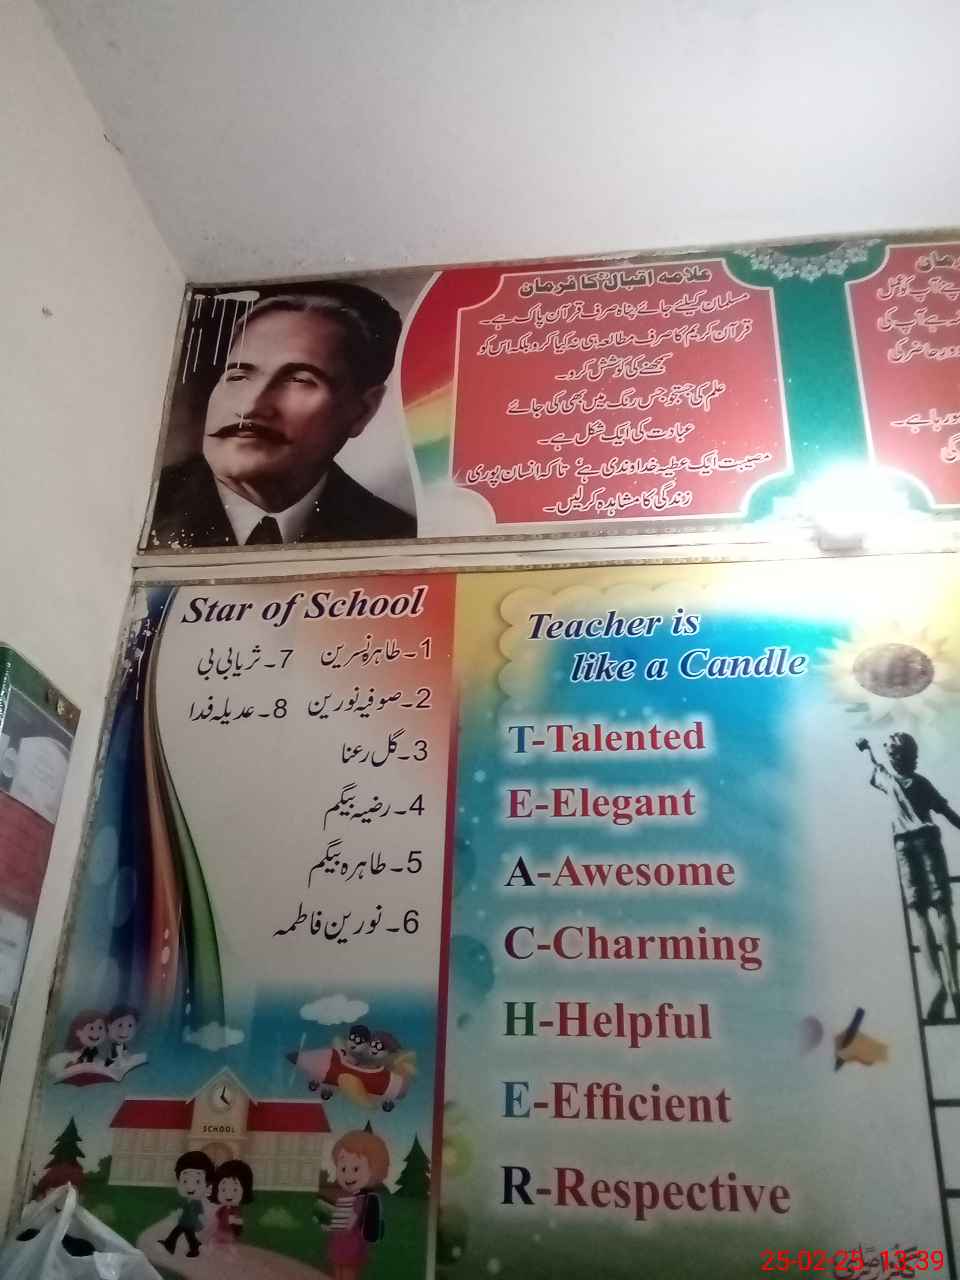 علامہ اقبالؒ کا فرمان
مسلمان کیلئے جائے پناہ صرف قرآن پاک ہے۔
قرآن کریم کا صرف مطالعہ ہی نہ کیا کرو بلکہ اس کو
سمجھنے کی کوشش کرو۔
علم کی جستجو جس رنگ میں بھی کی جائے
عبادت کی ایک شکل ہے۔
مصیبت ایک عطیہ خداوندی ہے، تاکہ انسان پوری
زندگی کا مشاہدہ کرلیں۔
Star of School
1۔ طاہرہ نسرین
2۔ صوفیہ نورین
3۔ گل رعنا
4۔ رضیہ بیگم
5۔ طاہرہ بیگم
6۔ نورین فاطمہ
7۔ ثریا بی بی
8۔ عدیلہ فدا
SCHOOL
Teacher is
like a Candle
T-Talented
E-Elegant
A-Awesome
C-Charming
H-Helpful
E-Efficient
R-Respective
25-02-25 13:39